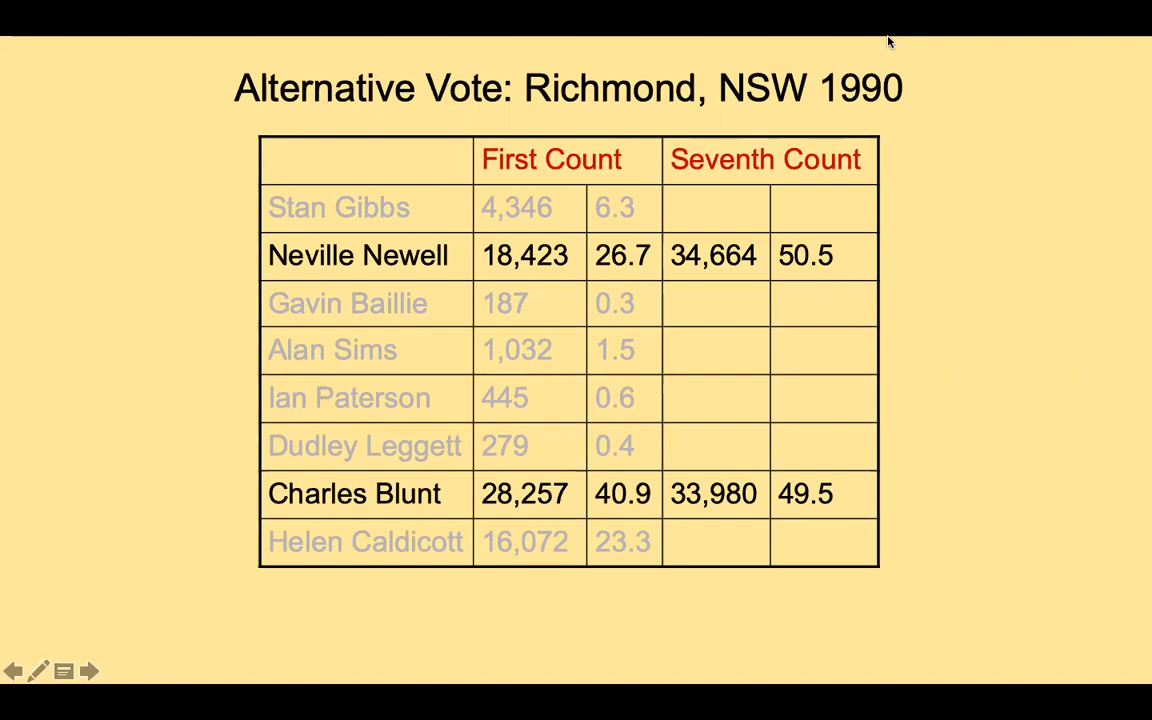 Alternative Vote: Richmond, NSW 1990
First Count Seventh Count
Stan Gibbs 4,346 6.3
Neville Newell 18,423 26.7 34,664 50.5
Gavin Baillie 187 0.3
Alan Sims 1,032 1.5
Ian Paterson 445 0.6
Dudley Leggett 279 0.4
Charles Blunt 28,257 40.9 33,980 49.5
Helen Caldicott 16,072 23.3